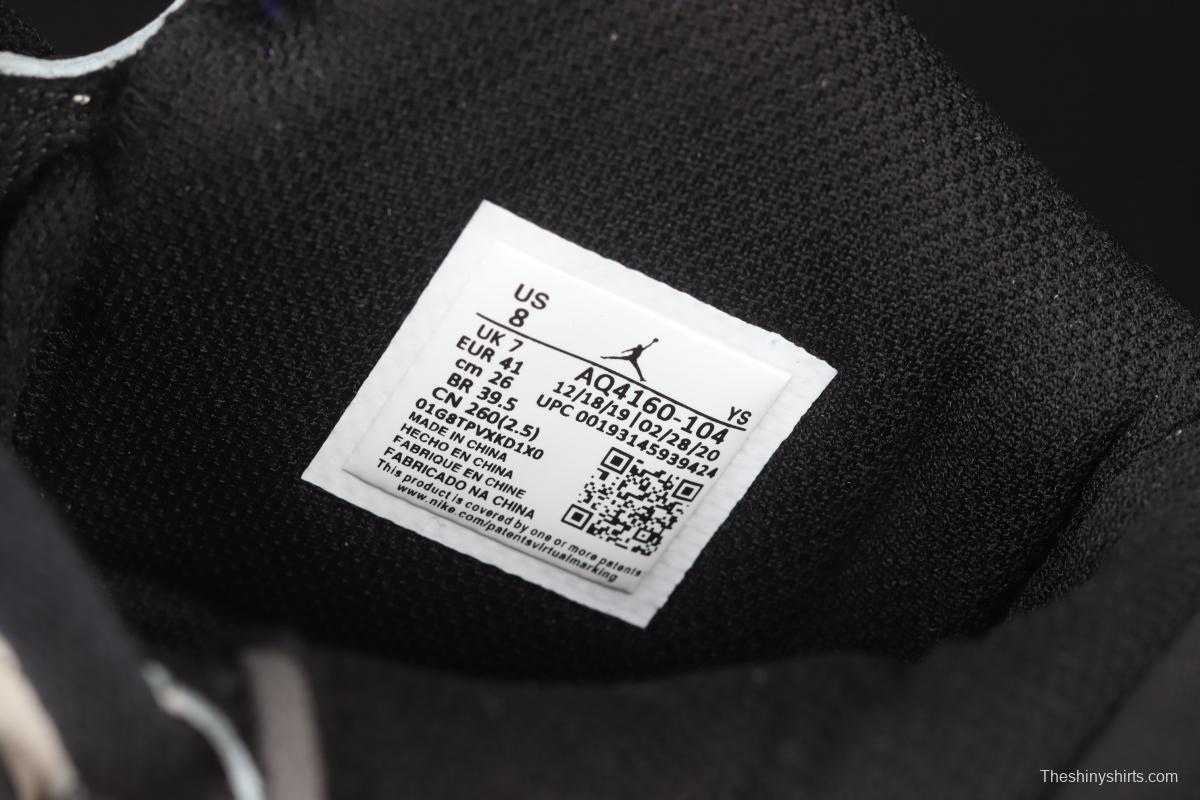 US
8
YS
UK 7
EUR 41
cm 26
BR 39.5
CN 260(2.5)
01G8TPVXKD1X0
AQ4160-104
12/18/19|02/28/20
UPC 00193145939424
MADE IN CHINA
HECHO EN CHINA
FABRIQUE EN CHINE
FABRICADO NA CHINA
This product is covered by one or more patents:
www.nike.com/patentsvirtualmarking
Theshinyshirts.com